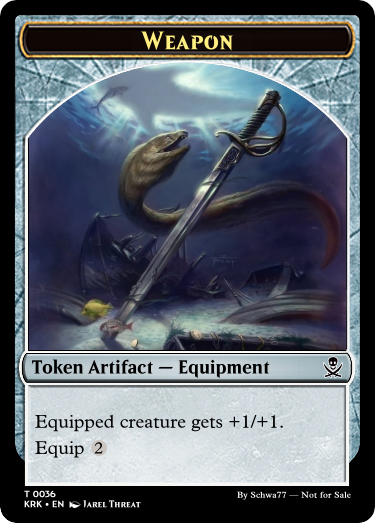 Weapon
Token Artifact — Equipment
Equipped creature gets +1/+1.
Equip 2
T 0036
KRK • EN Jarel Threat
By Schwa77 — Not for Sale